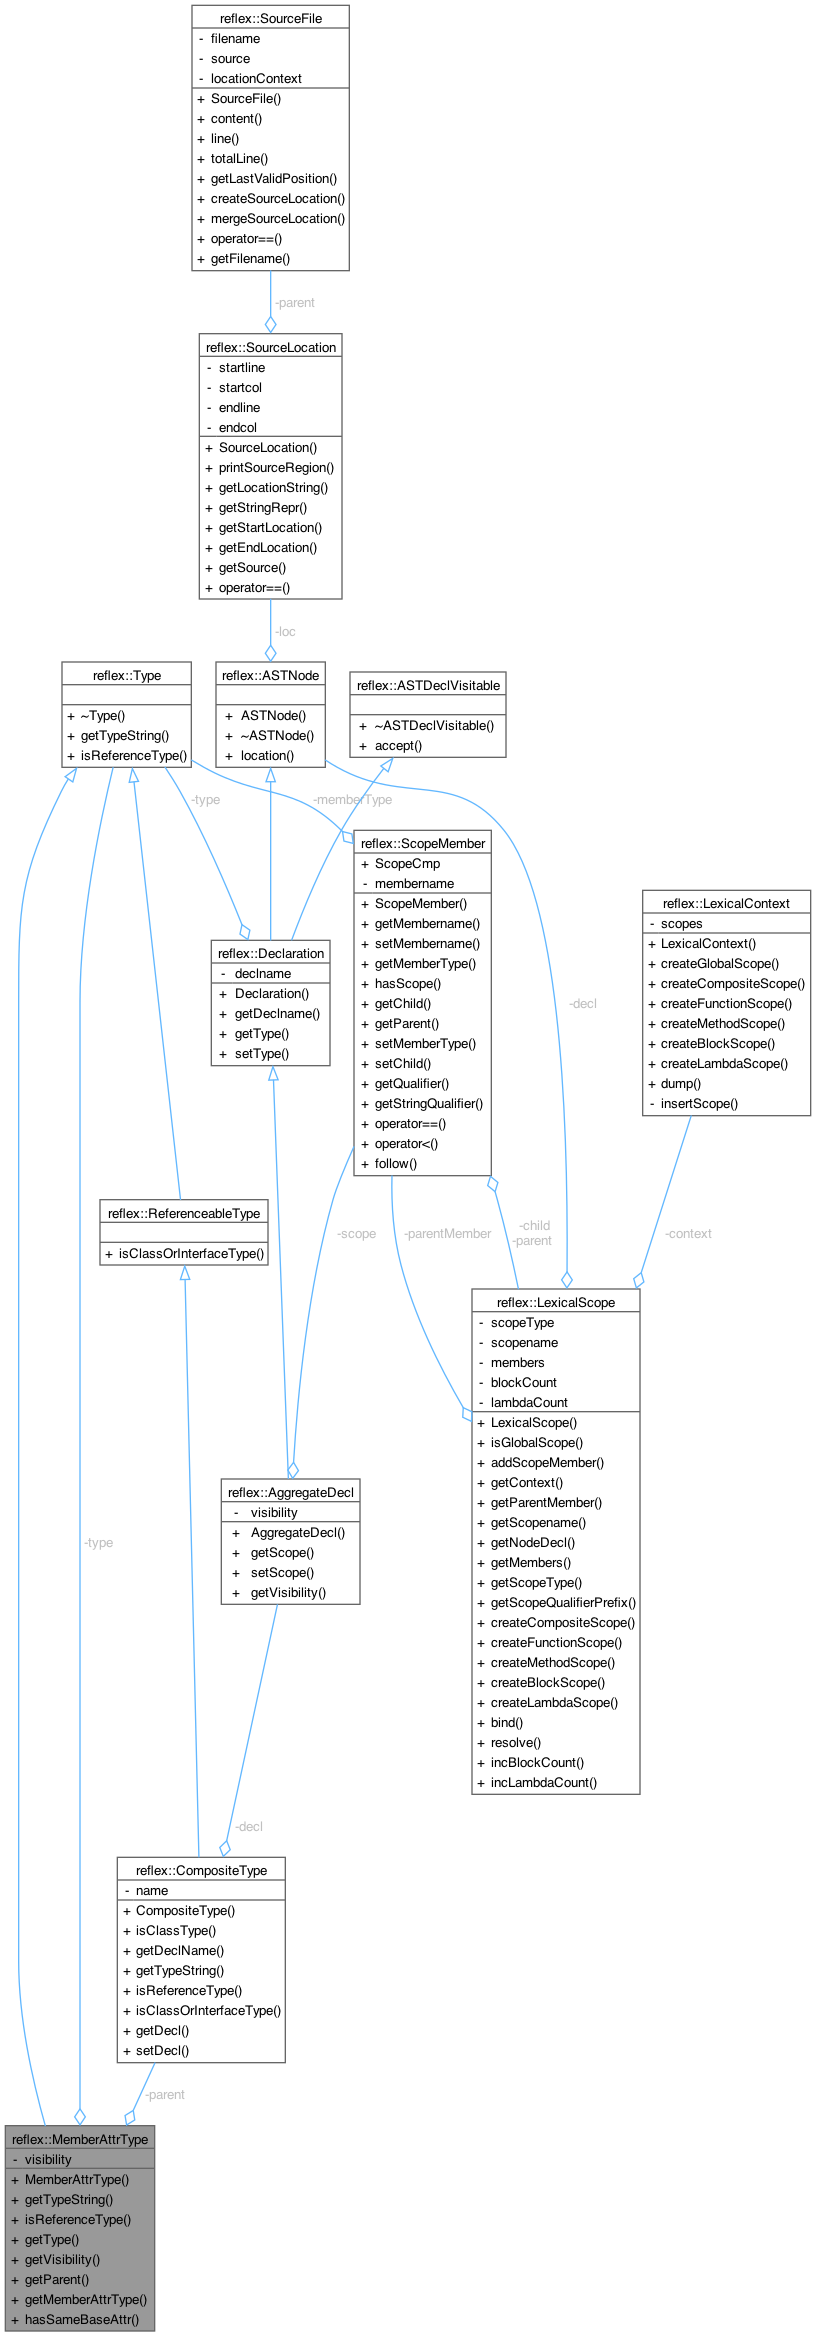 reflex::SourceFile
- filename
- source
- locationContext
+ SourceFile()
+ content()
+ line()
+ totalLine()
+ getLastValidPosition()
+ createSourceLocation()
+ mergeSourceLocation()
+ operator==()
+ getFilename()
-parent
reflex::SourceLocation
- startline
- startcol
- endline
- endcol
+ SourceLocation()
+ printSourceRegion()
+ getLocationString()
+ getStringRepr()
+ getStartLocation()
+ getEndLocation()
+ getSource()
+ operator==()
-loc
reflex::Type
+ ~Type()
+ getTypeString()
+ isReferenceType()
reflex::ASTNode
+ ASTNode()
+ ~ASTNode()
+ location()
reflex::ASTDeclVisitable
+ ~ASTDeclVisitable()
+ accept()
-type
-memberType
reflex::ScopeMember
+ ScopeCmp
- membername
+ ScopeMember()
+ getMembername()
+ setMembername()
+ getMemberType()
+ hasScope()
+ getChild()
+ getParent()
+ setMemberType()
+ setChild()
+ getQualifier()
+ getStringQualifier()
+ operator==()
+ operator<()
+ follow()
reflex::LexicalContext
- scopes
+ LexicalContext()
+ createGlobalScope()
+ createCompositeScope()
+ createFunctionScope()
+ createMethodScope()
+ createBlockScope()
+ createLambdaScope()
+ dump()
- insertScope()
reflex::Declaration
- declname
+ Declaration()
+ getDeclname()
+ getType()
+ setType()
-decl
reflex::ReferenceableType
+ isClassOrInterfaceType()
-scope
-parentMember
-child
-parent
-context
reflex::LexicalScope
- scopeType
- scopename
- members
- blockCount
- lambdaCount
+ LexicalScope()
+ isGlobalScope()
+ addScopeMember()
+ getContext()
+ getParentMember()
+ getScopename()
+ getNodeDecl()
+ getMembers()
+ getScopeType()
+ getScopeQualifierPrefix()
+ createCompositeScope()
+ createFunctionScope()
+ createMethodScope()
+ createBlockScope()
+ createLambdaScope()
+ bind()
+ resolve()
+ incBlockCount()
+ incLambdaCount()
reflex::AggregateDecl
- visibility
+ AggregateDecl()
+ getScope()
+ setScope()
+ getVisibility()
-type
-decl
reflex::CompositeType
- name
+ CompositeType()
+ isClassType()
+ getDeclName()
+ getTypeString()
+ isReferenceType()
+ isClassOrInterfaceType()
+ getDecl()
+ setDecl()
-parent
reflex::MemberAttrType
- visibility
+ MemberAttrType()
+ getTypeString()
+ isReferenceType()
+ getType()
+ getVisibility()
+ getParent()
+ getMemberAttrType()
+ hasSameBaseAttr()